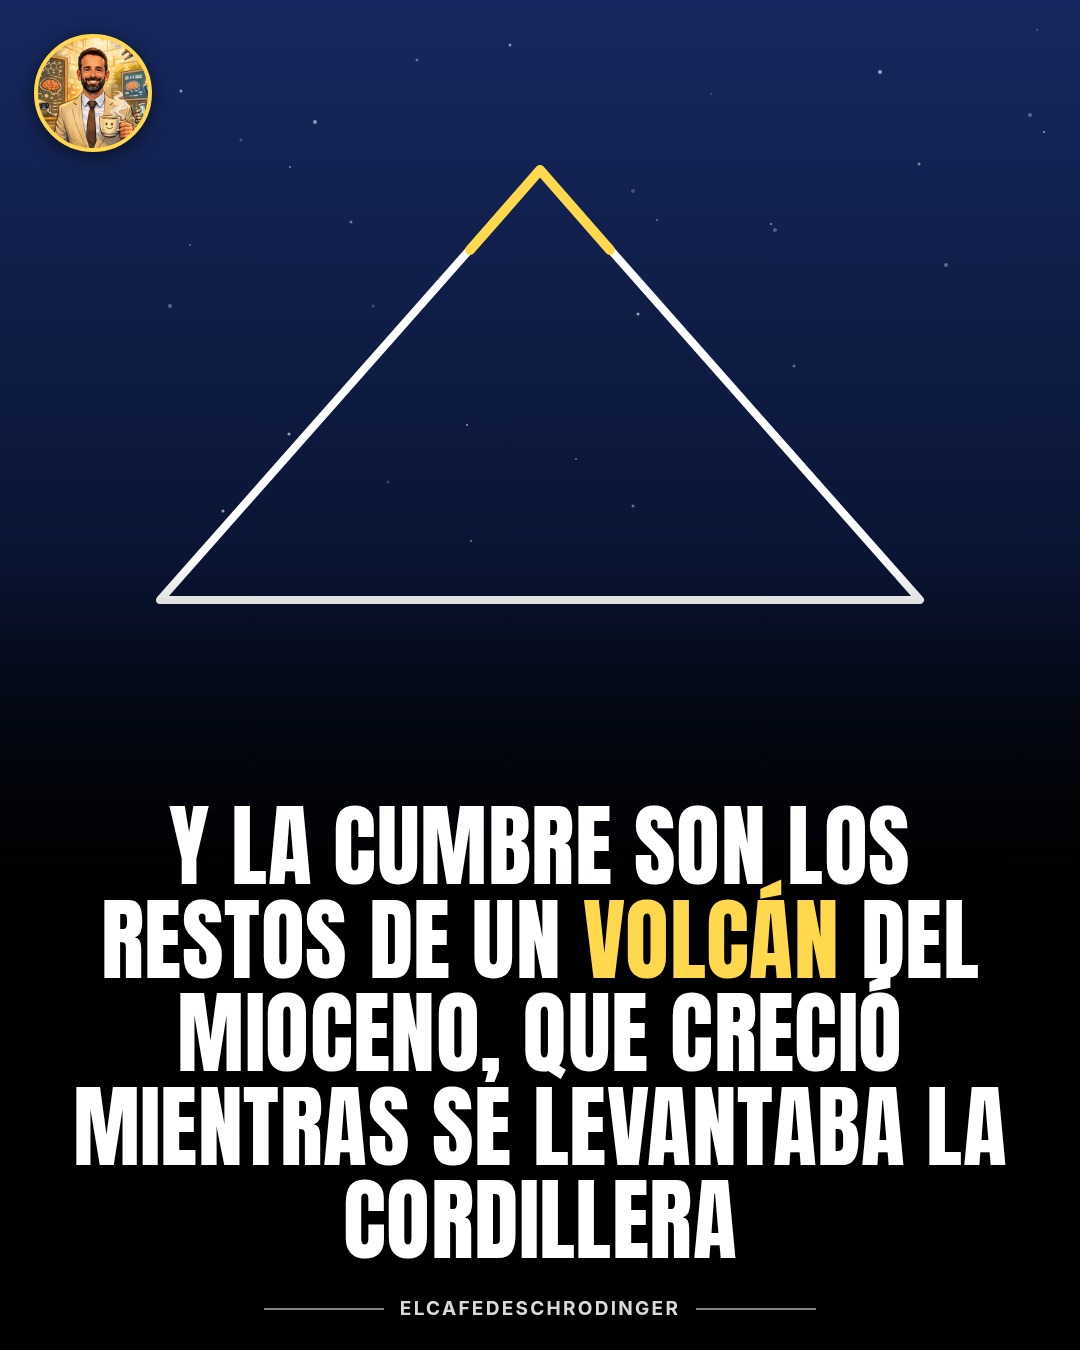 Y LA CUMBRE SON LOS
RESTOS DE UN VOLCÁN DEL
MIOCENO, QUE CRECIÓ
MIENTRAS SE LEVANTABA LA
CORDILLERA
ELCAFEDESCHRODINGER